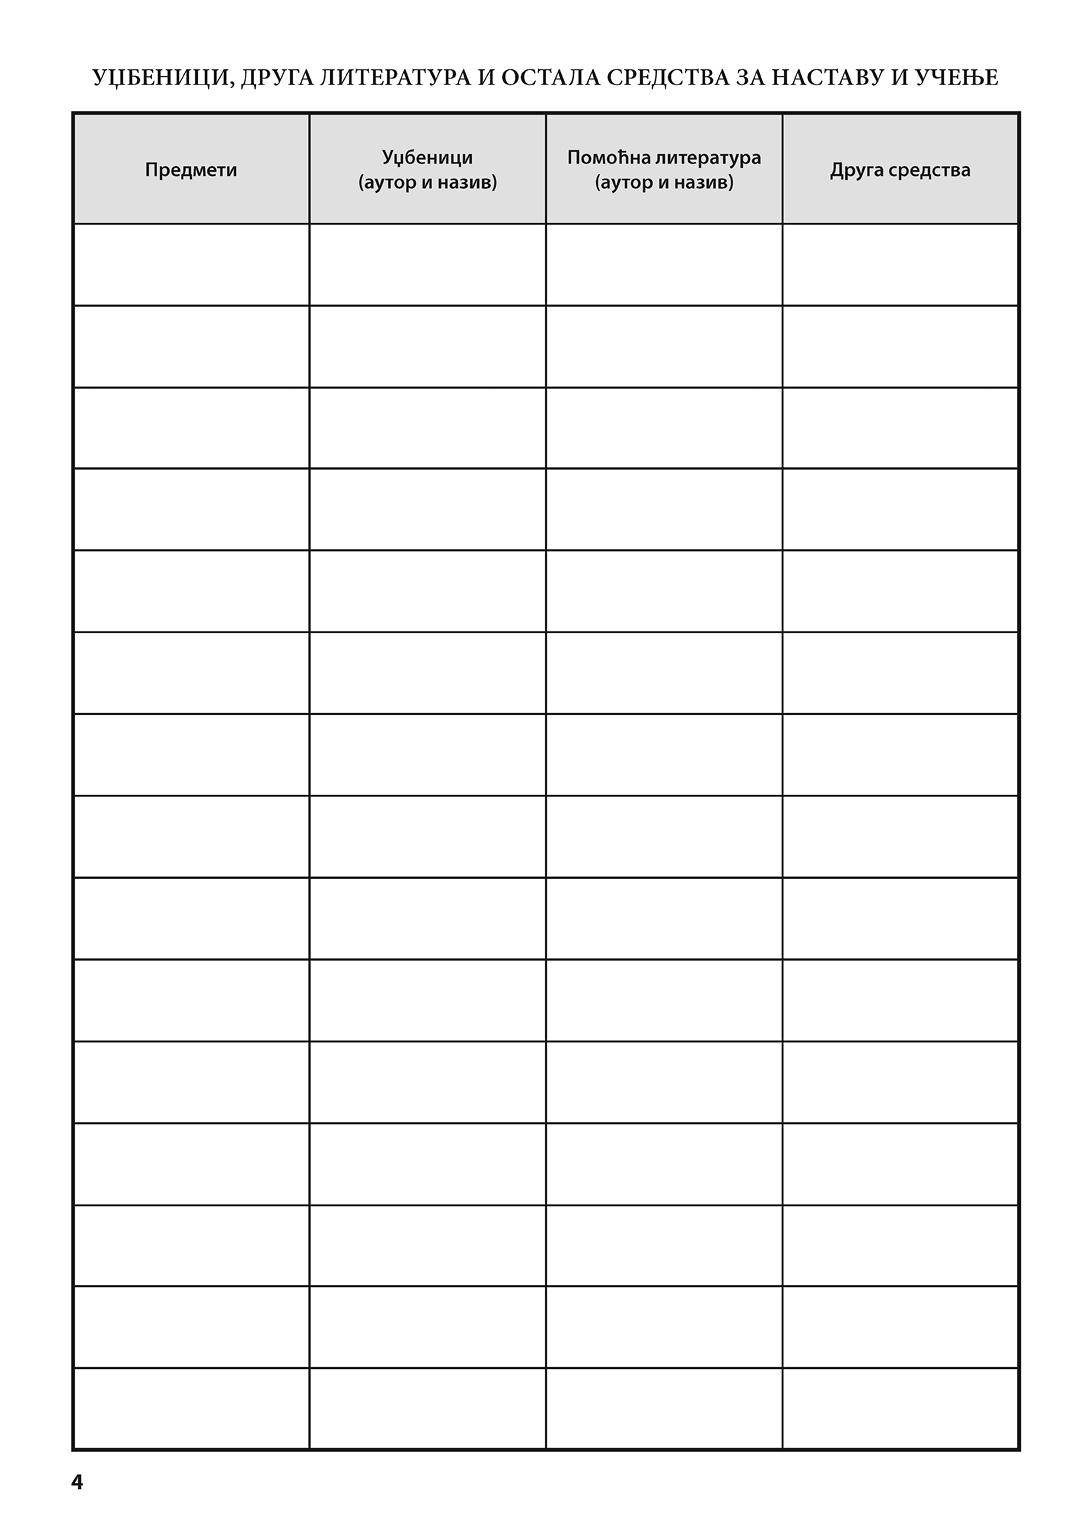 УЏБЕНИЦИ, ДРУГА ЛИТЕРАТУРА И ОСТАЛА СРЕДСТВА ЗА НАСТАВУ И УЧЕЊЕ
Предмети
Уџбеници
(аутор и назив)
Помоћна литература
(аутор и назив)
Друга средства
4